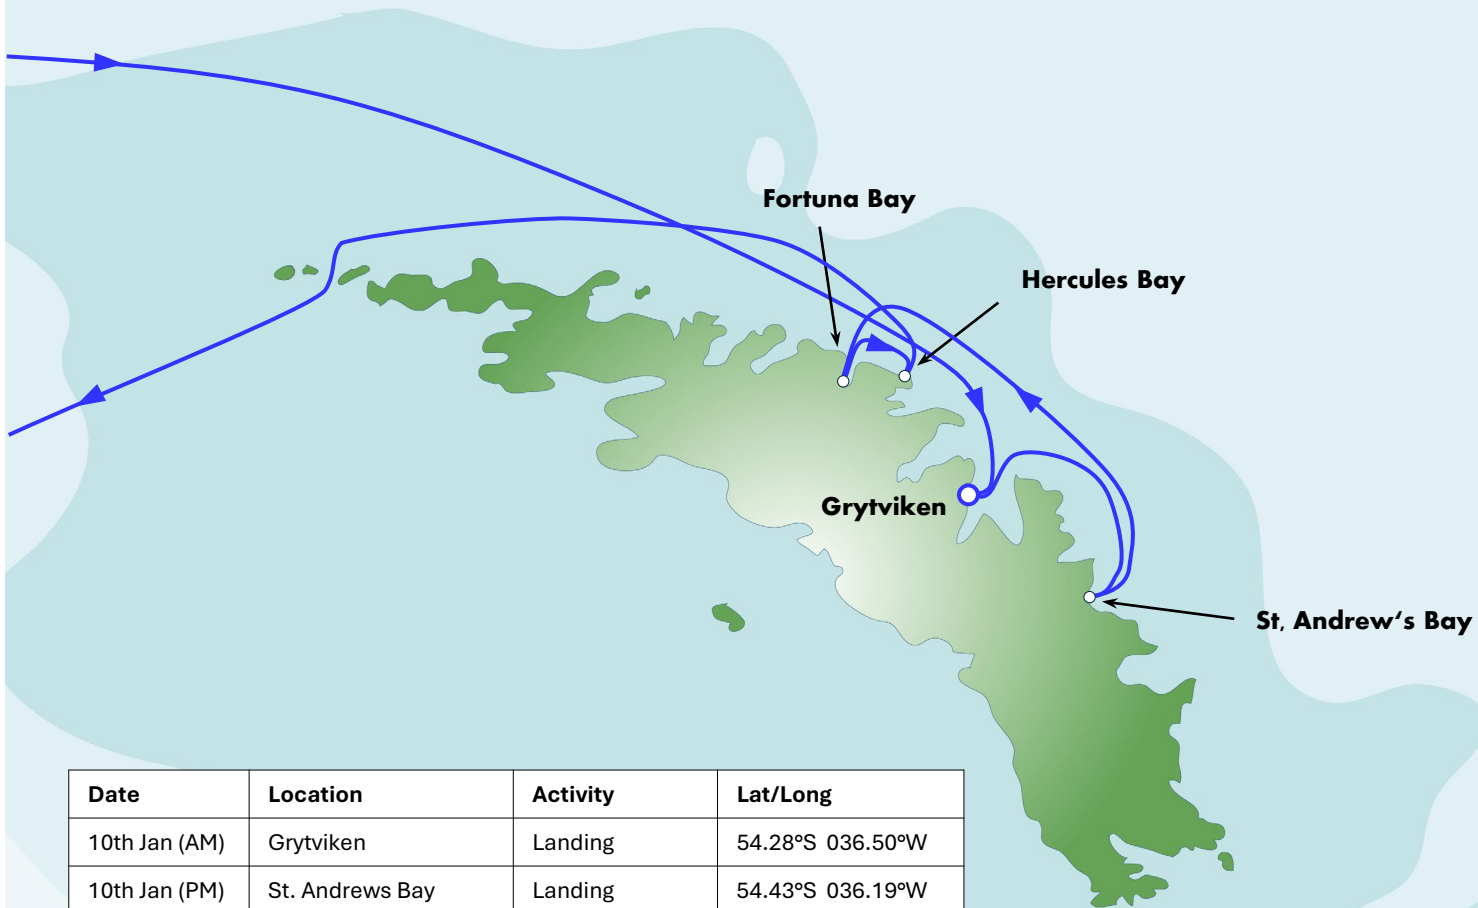 Fortuna Bay
Hercules Bay
Grytviken
St, Andrew‘s Bay
Date Location Activity Lat/Long
10th Jan (AM) Grytviken Landing 54.28°S 036.50°W
10th Jan (PM) St. Andrews Bay Landing 54.43°S 036.19°W